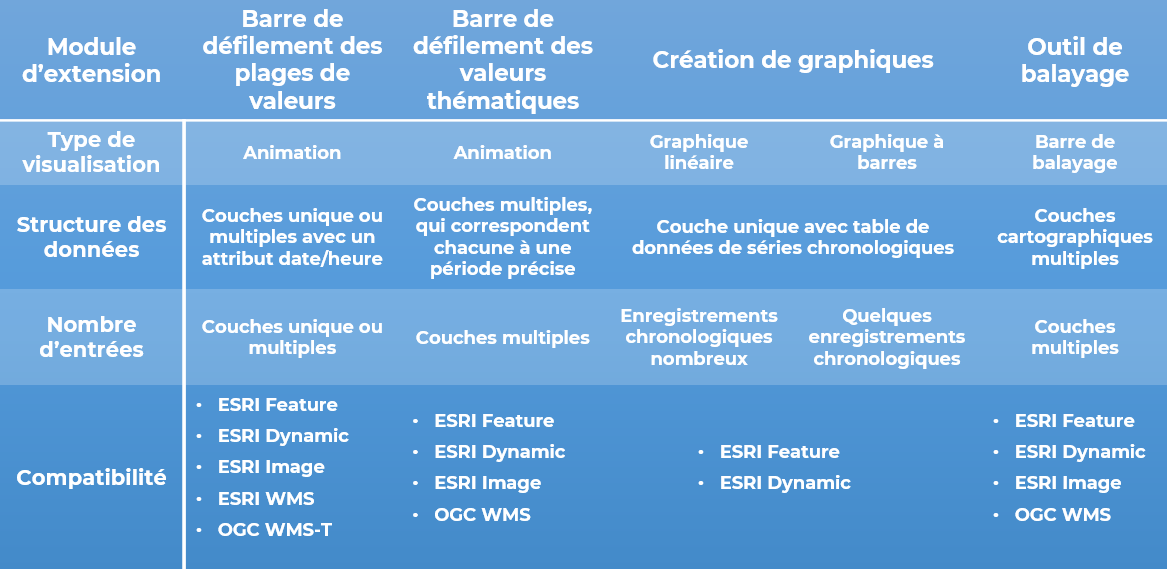 Module
d'extension
Barre de
défilement des
plages de
valeurs
Barre de
défilement des
valeurs
thématiques
Création de graphiques
Outil de
balayage
Type de
visualisation
Animation
Animation
Graphique
linéaire
Graphique à
barres
Barre de
balayage
Structure des
données
Couches unique ou
multiples avec un
attribut date/heure
Couches multiples,
qui correspondent
chacune à une
période précise
Couche unique avec table de
données de séries chronologiques
Couches
cartographiques
multiples
Nombre
d'entrées
Couches unique ou
multiples
Couches multiples
Enregistrements
chronologiques
nombreux
Quelques
enregistrements
chronologiques
Couches
multiples
Compatibilité
• ESRI Feature
• ESRI Dynamic
• ESRI Image
• ESRI WMS
• OGC WMS-T
• ESRI Feature
• ESRI Dynamic
• ESRI Image
• OGC WMS
• ESRI Feature
• ESRI Dynamic
• ESRI Feature
• ESRI Dynamic
• ESRI Image
• OGC WMS